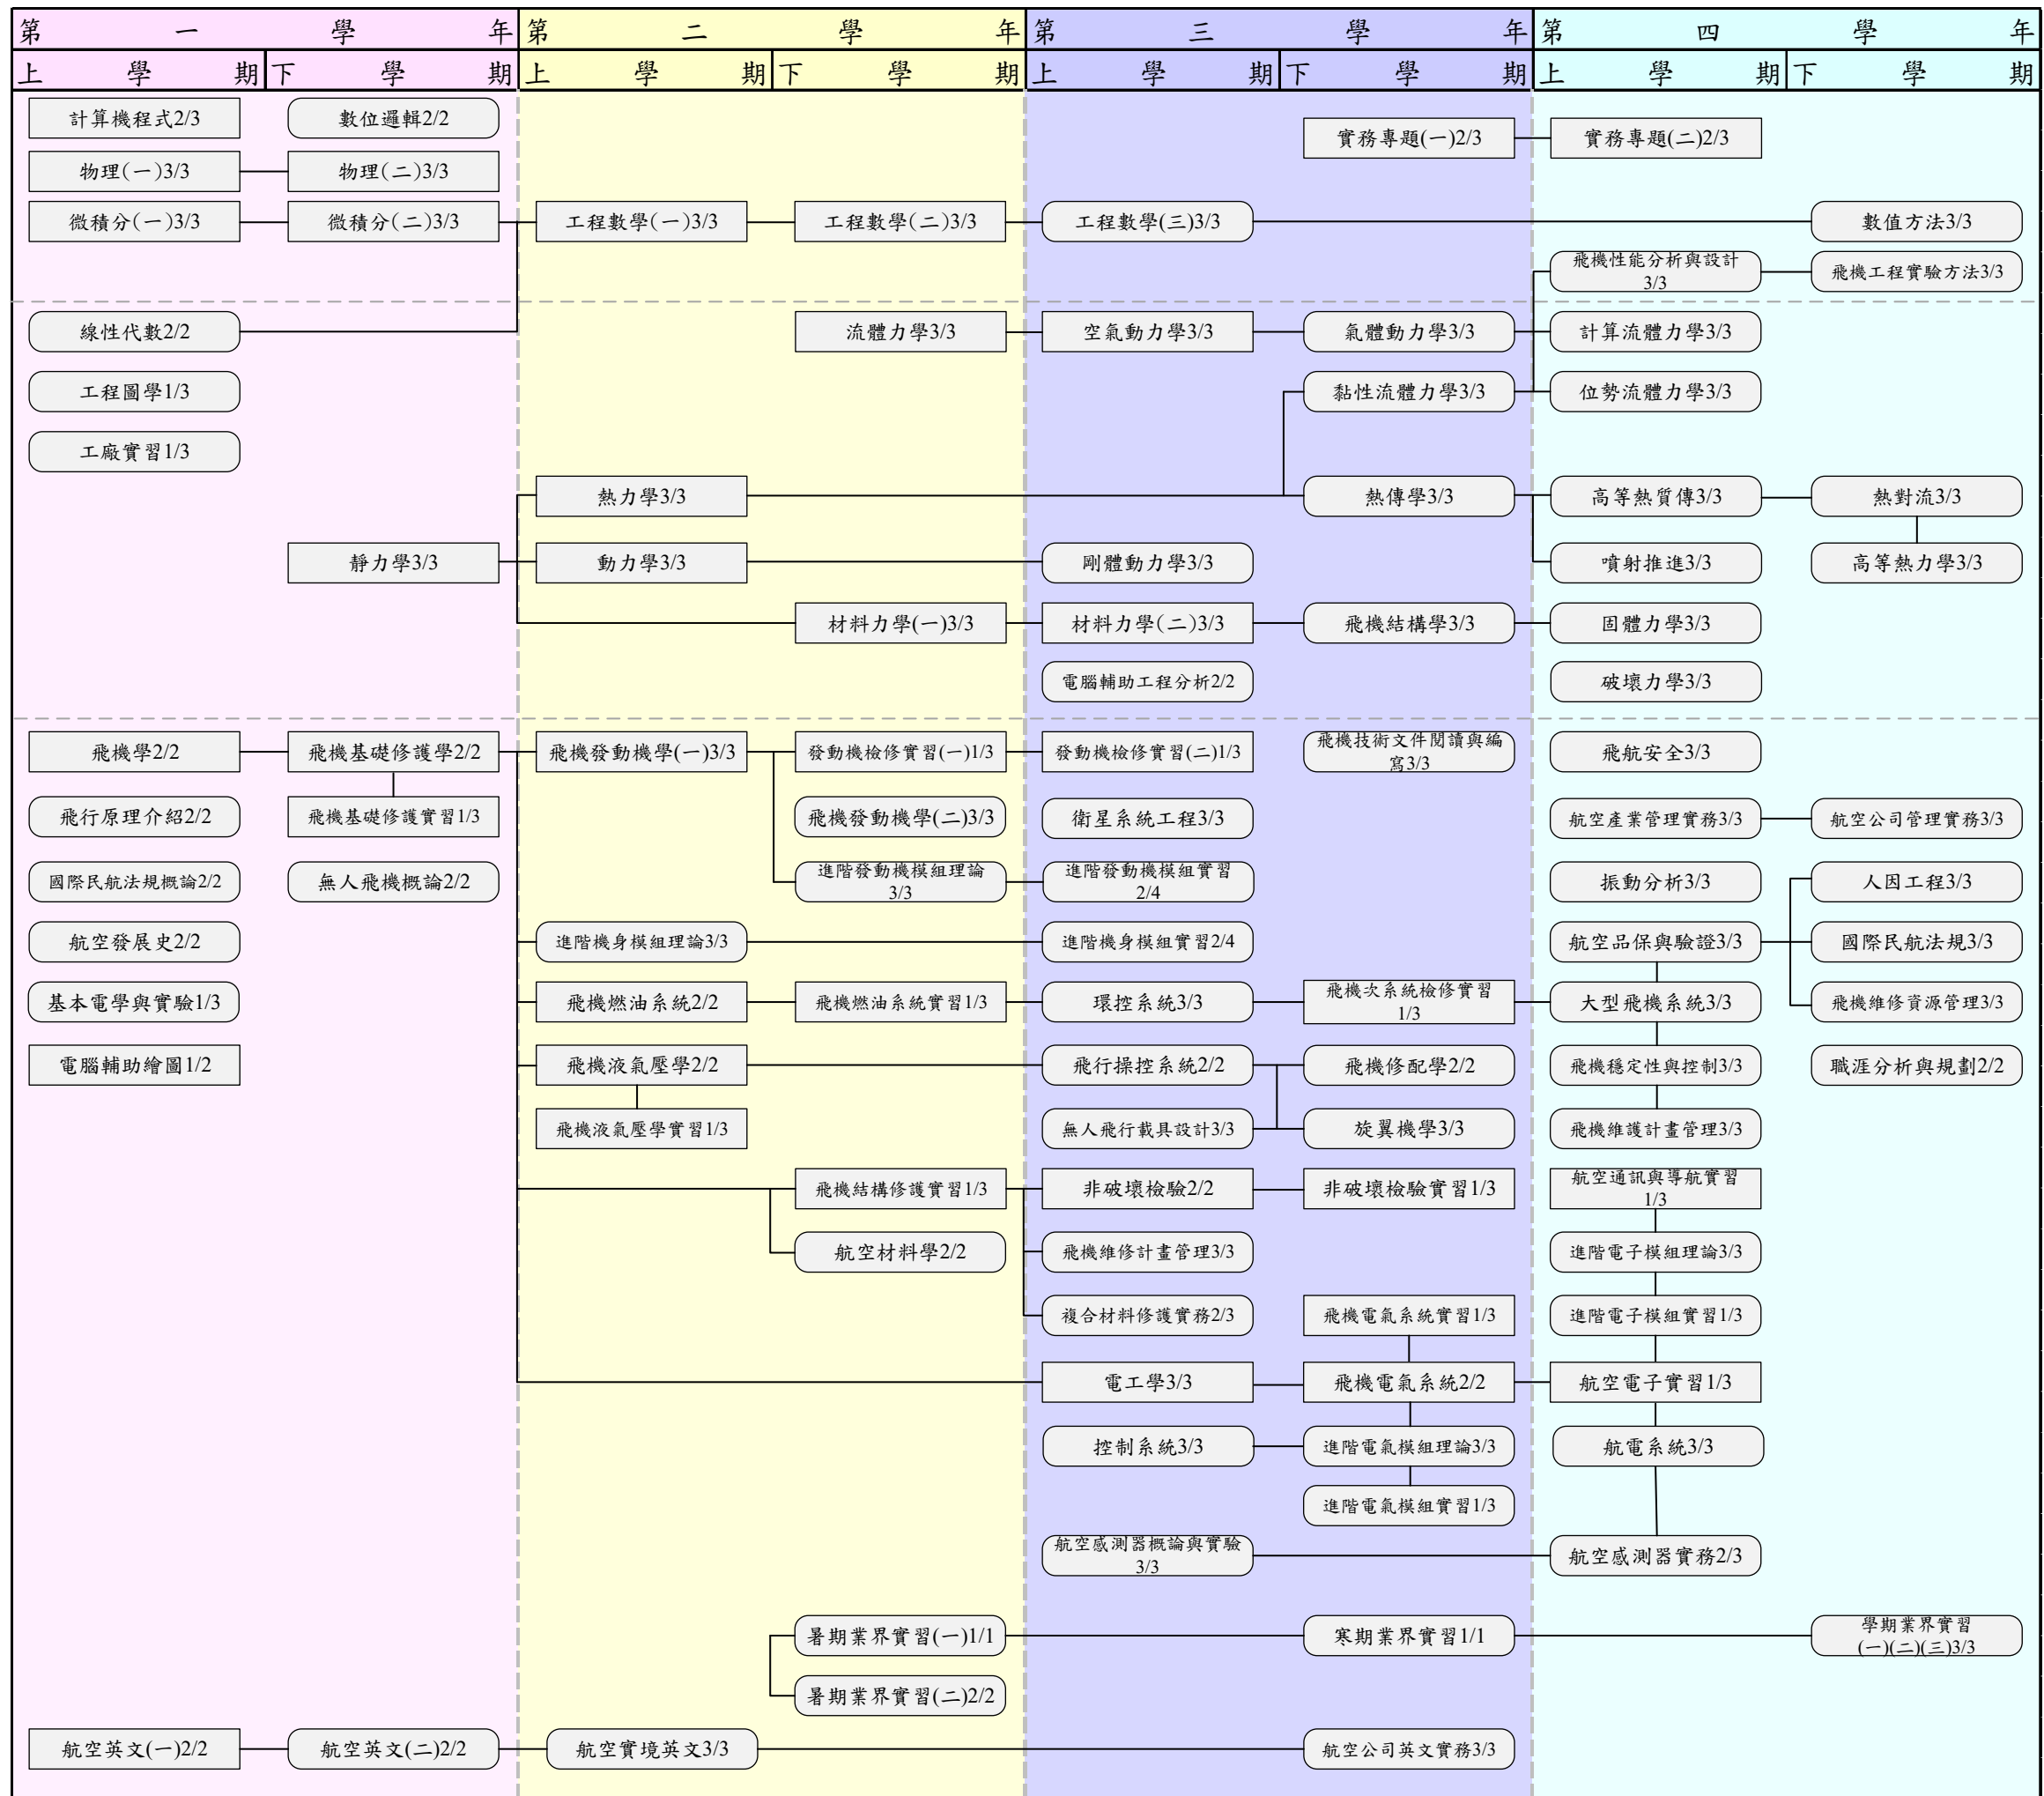 第一學年 第二學年 第三學年 第四學年
上學期 下學期 上學期 下學期 上學期 下學期 上學期 下學期
計算機程式2/3 數位邏輯2/2
實務專題(一)2/3 實務專題(二)2/3
物理(一)3/3 物理(二)3/3
微積分(一)3/3 微積分(二)3/3 工程數學(一)3/3 工程數學(二)3/3 工程數學(三)3/3 數值方法3/3
飛機性能分析與設計
3/3
飛機工程實驗方法3/3
線性代數2/2 流體力學3/3 空氣動力學3/3 氣體動力學3/3 計算流體力學3/3
工程圖學1/3 黏性流體力學3/3 位勢流體力學3/3
工廠實習1/3
熱力學3/3 熱傳學3/3 高等熱質傳3/3 熱對流3/3
靜力學3/3 動力學3/3 剛體動力學3/3 噴射推進3/3 高等熱力學3/3
材料力學(一)3/3 材料力學(二)3/3 飛機結構學3/3 固體力學3/3
電腦輔助工程分析2/2 破壞力學3/3
飛機學2/2 飛機基礎修護學2/2 飛機發動機學(一)3/3 發動機檢修實習(一)1/3 發動機檢修實習(二)1/3
飛機技術文件閱讀與編
寫3/3
飛航安全3/3
飛行原理介紹2/2 飛機基礎修護實習1/3 飛機發動機學(二)3/3 衛星系統工程3/3 航空產業管理實務3/3 航空公司管理實務3/3
國際民航法規概論2/2 無人飛機概論2/2
進階發動機模組理論
3/3
進階發動機模組實習
2/4
振動分析3/3 人因工程3/3
航空發展史2/2 進階機身模組理論3/3 進階機身模組實習2/4 航空品保與驗證3/3 國際民航法規3/3
基本電學與實驗1/3 飛機燃油系統2/2 飛機燃油系統實習1/3 環控系統3/3
飛機次系統檢修實習
1/3
大型飛機系統3/3 飛機維修資源管理3/3
電腦輔助繪圖1/2 飛機液氣壓學2/2 飛行操控系統2/2 飛機修配學2/2 飛機穩定性與控制3/3 職涯分析與規劃2/2
飛機液氣壓學實習1/3 無人飛行載具設計3/3 旋翼機學3/3 飛機維護計畫管理3/3
飛機結構修護實習1/3 非破壞檢驗2/2 非破壞檢驗實習1/3
航空通訊與導航實習
1/3
航空材料學2/2 飛機維修計畫管理3/3 進階電子模組理論3/3
複合材料修護實務2/3 飛機電氣系統實習1/3 進階電子模組實習1/3
電工學3/3 飛機電氣系統2/2 航空電子實習1/3
控制系統3/3 進階電氣模組理論3/3 航電系統3/3
進階電氣模組實習1/3
航空感測器概論與實驗
3/3
航空感測器實務2/3
暑期業界實習(一)1/1 寒期業界實習1/1
學期業界實習
(一)(二)(三)3/3
暑期業界實習(二)2/2
航空英文(一)2/2 航空英文(二)2/2 航空實境英文3/3 航空公司英文實務3/3